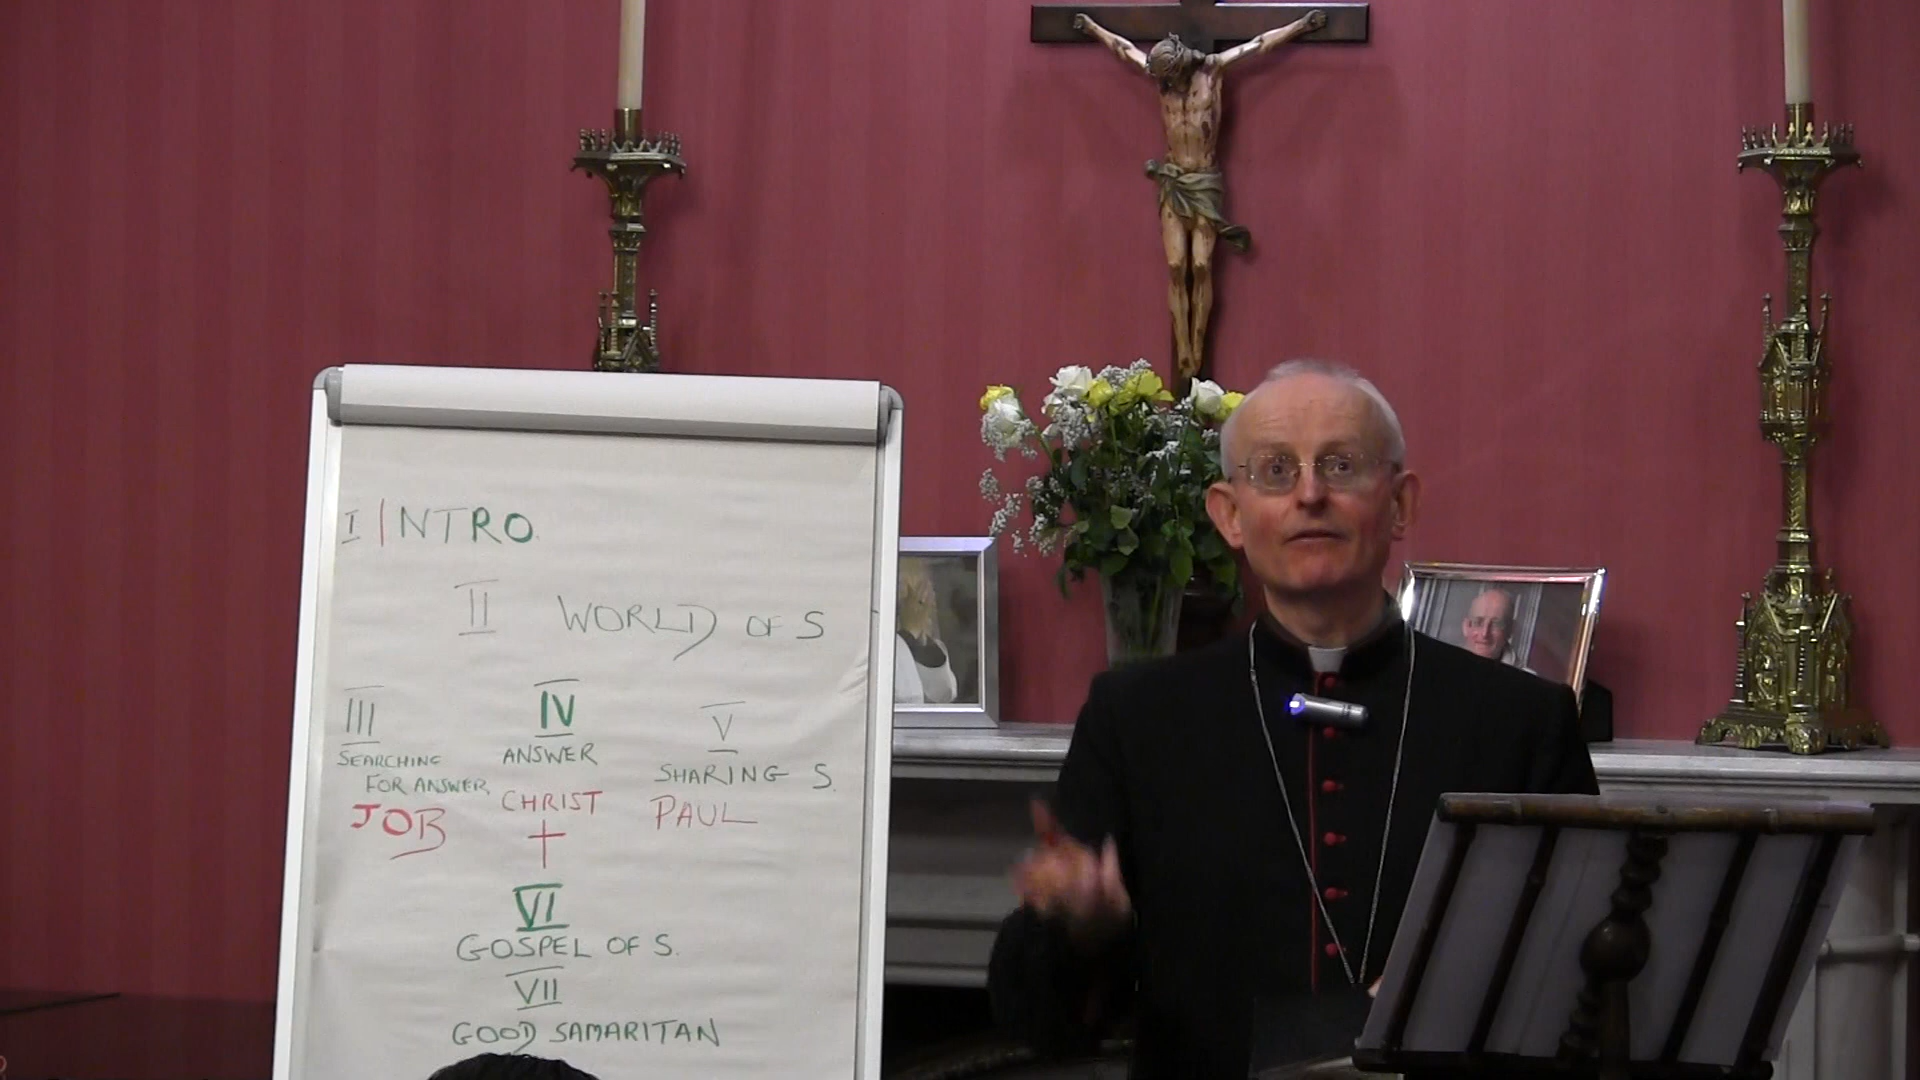 I INTRO.
II WORLD OF S
III
SEARCHING
FOR ANSWER,
JOB
IV
ANSWER
CHRIST
V
SHARING S.
PAUL
VI
GOSPEL OF S.
VII
GOOD SAMARITAN